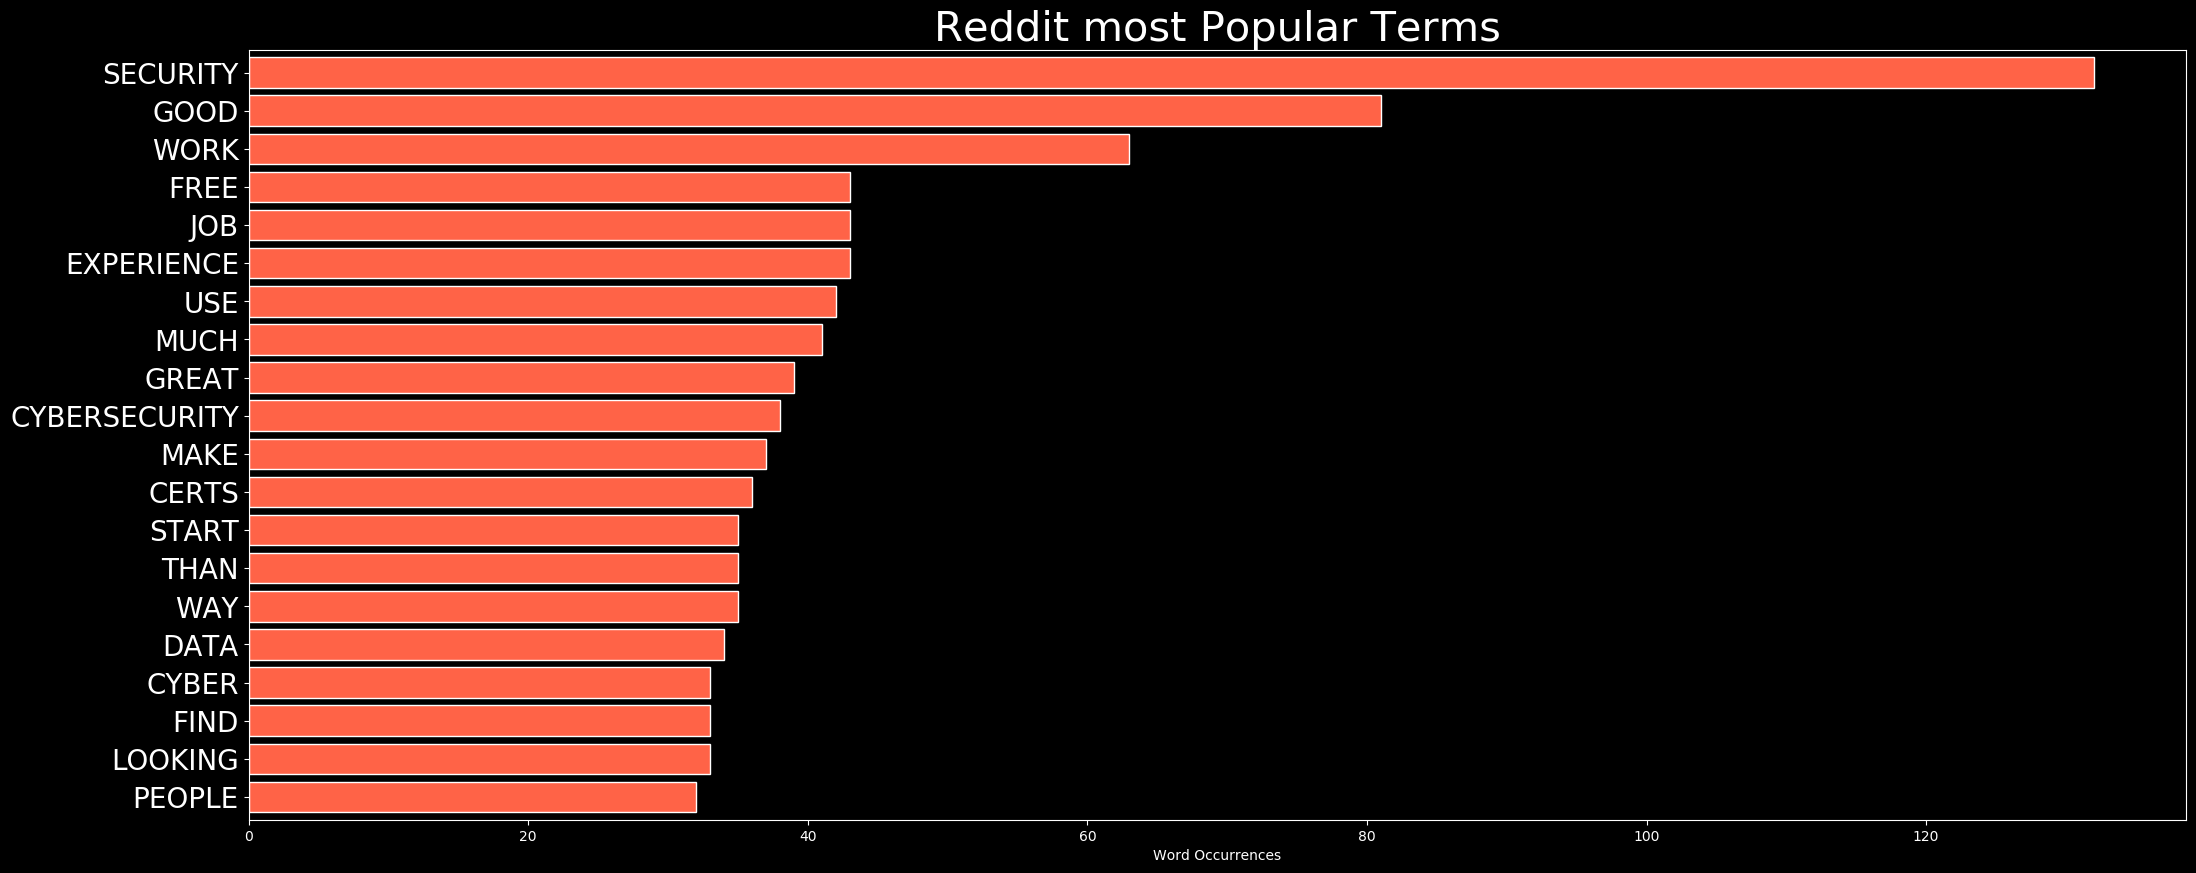 Reddit most Popular Terms
SECURITY
GOOD
WORK
FREE
JOB
EXPERIENCE
USE
MUCH
GREAT
CYBERSECURITY
MAKE
CERTS
START
THAN
WAY
DATA
CYBER
FIND
LOOKING
PEOPLE
0 20 40 60 80 100 120
Word Occurrences